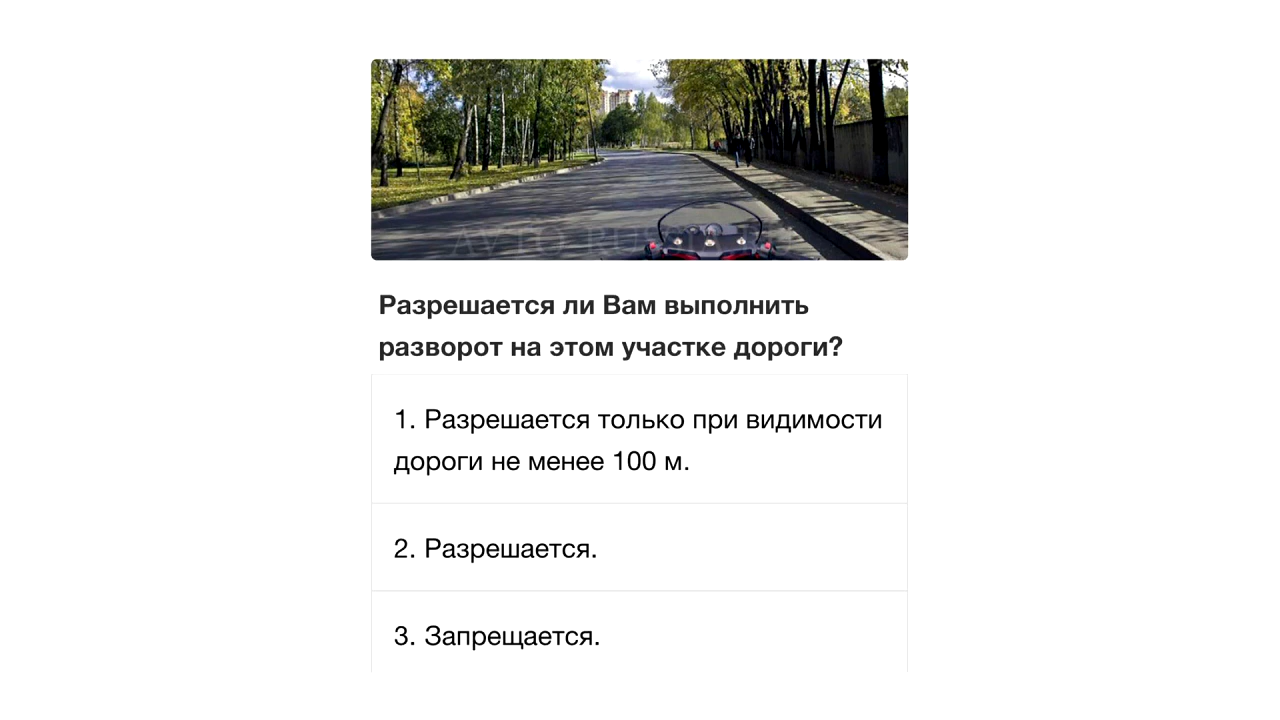 Разрешается ли Вам выполнить
разворот на этом участке дороги?
1. Разрешается только при видимости
дороги не менее 100 м.
2. Разрешается.
3. Запрещается.